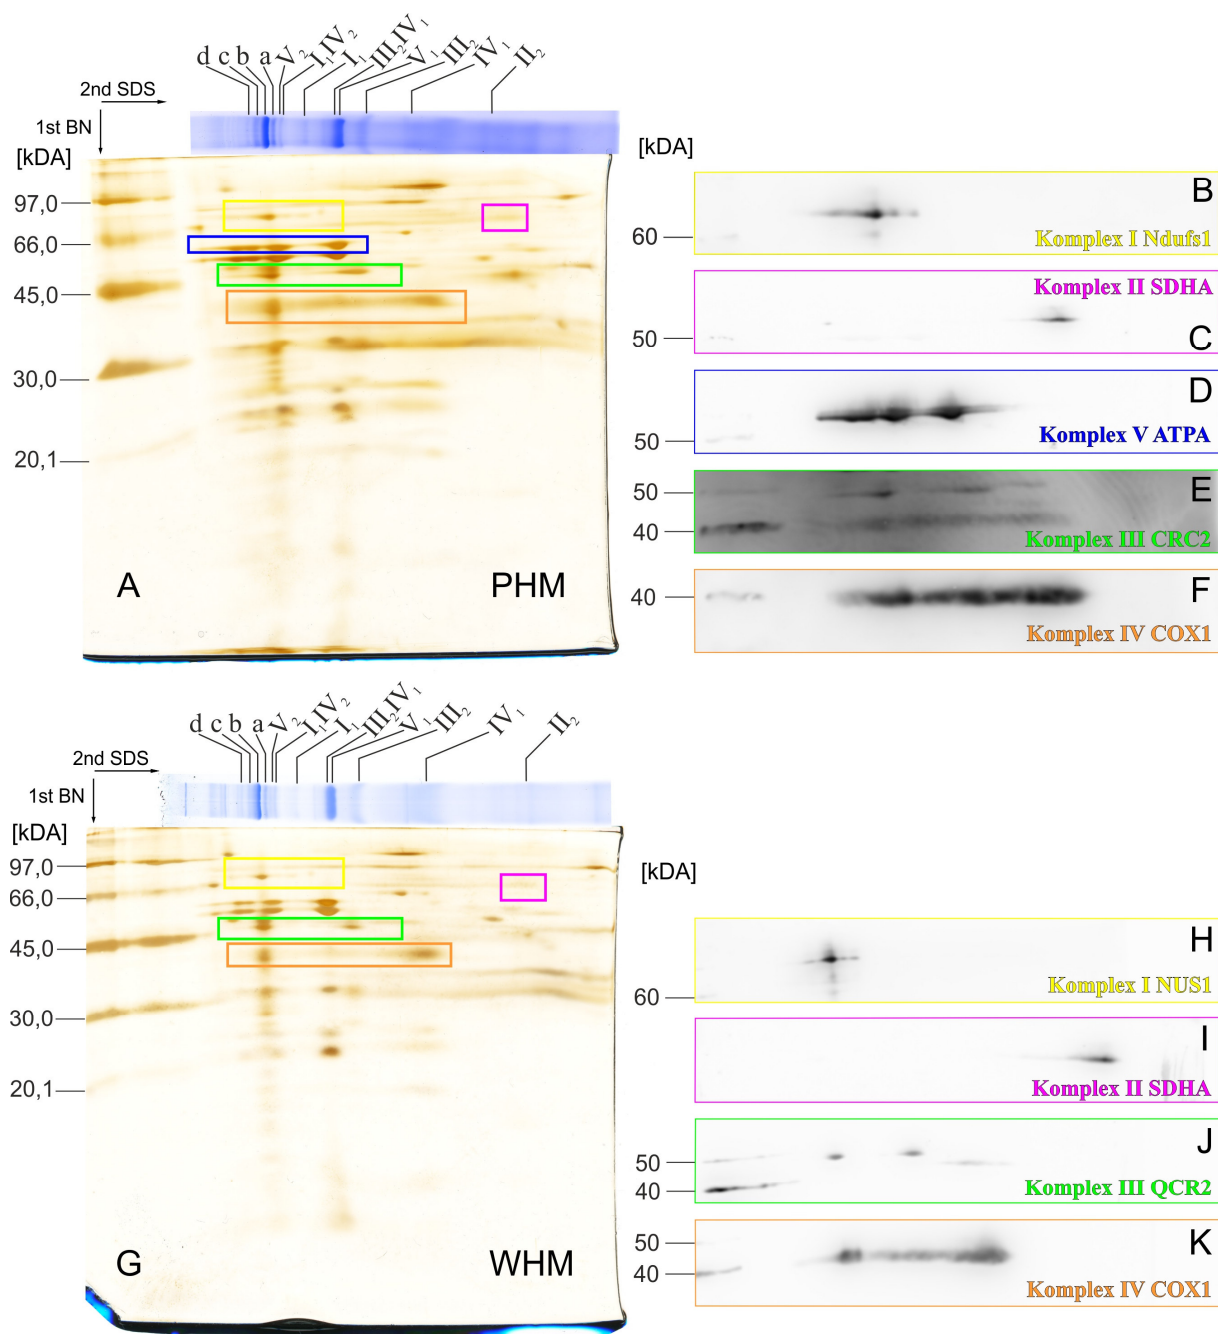 d c b a V₂ I₁IV₂ I₁ III₂IV₁ V₁ III₂ IV₁ II₂
2nd SDS
1st BN
[kDA]
97,0
66,0
45,0
30,0
20,1
A
PHM
[kDA]
B
60
Komplex I Ndufs1
Komplex II SDHA
50
C
D
50
Komplex V ATPA
50
E
40
Komplex III CRC2
40
F
Komplex IV COX1
d c b a V₂ I₁IV₂ I₁ III₂IV₁ V₁ III₂ IV₁ II₂
2nd SDS
1st BN
[kDA]
97,0
66,0
45,0
30,0
20,1
G
WHM
[kDA]
H
60
Komplex I NUS1
I
Komplex II SDHA
J
50
40
Komplex III QCR2
50
K
40
Komplex IV COX1